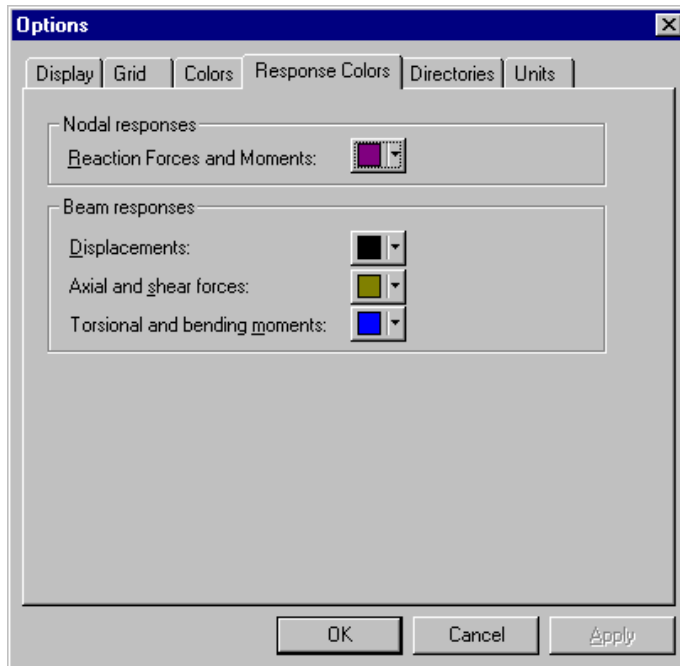 Options
Display Grid Colors Response Colors Directories Units
Nodal responses
Reaction Forces and Moments:
Beam responses
Displacements:
Axial and shear forces:
Torsional and bending moments:
OK Cancel Apply